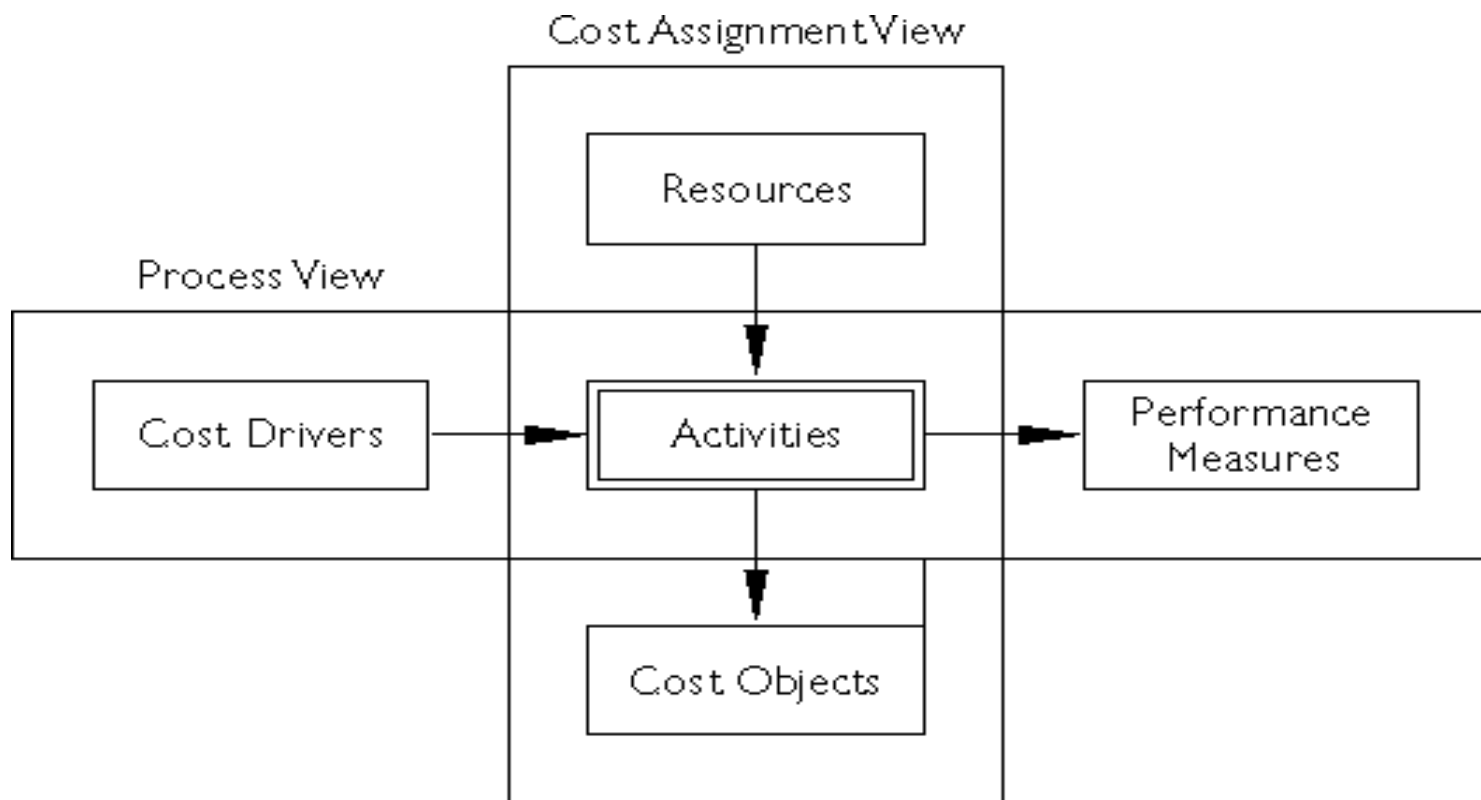 Cost Assignment View
Resources
Process View
Cost Drivers
Activities
Performance
Measures
Cost Objects